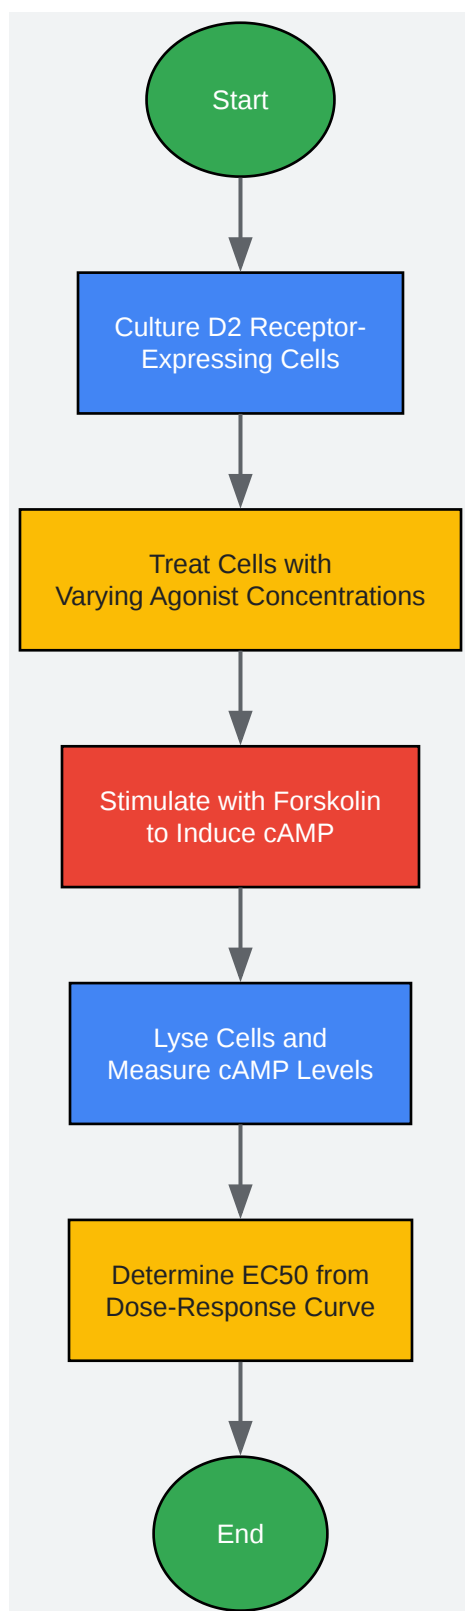 Start
Culture D2 Receptor-
Expressing Cells
Treat Cells with
Varying Agonist Concentrations
Stimulate with Forskolin
to Induce cAMP
Lyse Cells and
Measure cAMP Levels
Determine EC50 from
Dose-Response Curve
End